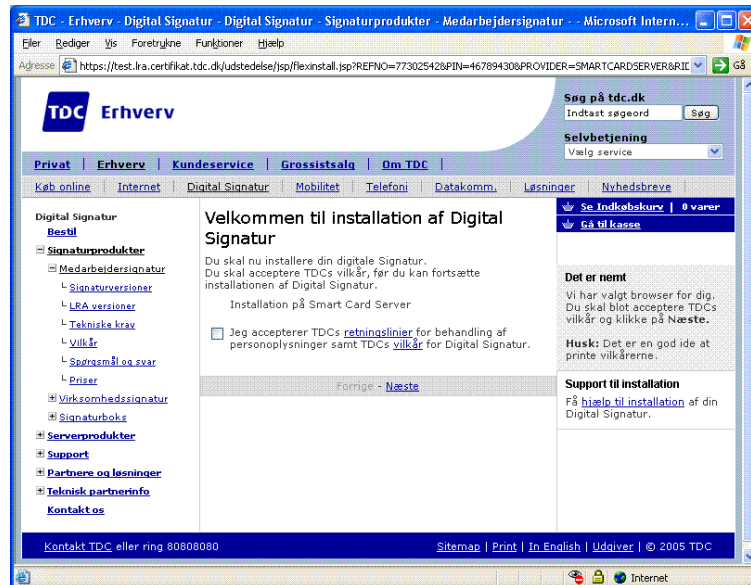 TDC - Erhverv - Digital Signatur - Digital Signatur - Signaturprodukter - Medarbejdersignatur - - Microsoft Intern...
Filer Rediger Vis Foretrukne Funktioner Hjælp
Adresse https://test.lra.certifikat.tdc.dk/udstedelse/jsp/flexinstall.jsp?REFNO=77302542&PIN=46789430&PROVIDER=SMARTCARDSERVER&RID Gå
TDC Erhverv
Søg på tdc.dk
Indtast søgeord Søg
Selvbetjening
Vælg service
Privat | Erhverv | Kundeservice | Grossistsalg | Om TDC |
Køb online | Internet | Digital Signatur | Mobilitet | Telefoni | Datakomm. | Løsninger | Nyhedsbreve
Digital Signatur
Bestil
Signaturprodukter
Medarbejdersignatur
Signaturversioner
LRA versioner
Tekniske krav
Vilkår
Spørgsmål og svar
Priser
Virksomhedssignatur
Signaturboks
Serverprodukter
Support
Partnere og løsninger
Teknisk partnerinfo
Kontakt os
Velkommen til installation af Digital
Signatur
Du skal nu installere din digitale Signatur.
Du skal acceptere TDCs vilkår, før du kan fortsætte
installationen af Digital Signatur.
Installation på Smart Card Server
Jeg accepterer TDCs retningslinier for behandling af
personoplysninger samt TDCs vilkår for Digital Signatur.
Forrige - Næste
Se Indkøbskurv | 0 varer
Gå til kasse
Det er nemt
Vi har valgt browser for dig.
Du skal blot acceptere TDCs
vilkår og klikke på Næste.
Husk: Det er en god ide at
printe vilkårerne.
Support til installation
Få hjælp til installation af din
Digital Signatur.
Kontakt TDC eller ring 80808080
Sitemap | Print | In English | Udgiver | © 2005 TDC
Internet